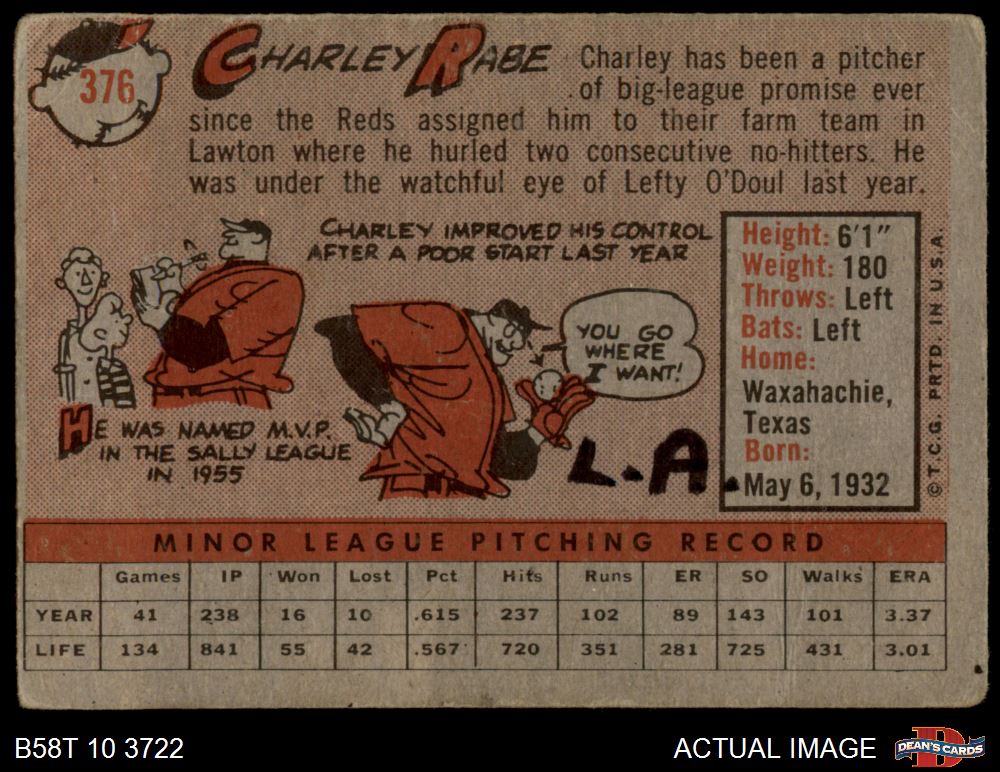 376
CHARLEY RABE
Charley has been a pitcher
of big-league promise ever
since the Reds assigned him to their farm team in
Lawton where he hurled two consecutive no-hitters. He
was under the watchful eye of Lefty O'Doul last year.
CHARLEY IMPROVED HIS CONTROL
AFTER A POOR START LAST YEAR
YOU GO
WHERE
I WANT!
HE WAS NAMED M.V.P.
IN THE SALLY LEAGUE
IN 1955
L.A.
Height: 6'1"
Weight: 180
Throws: Left
Bats: Left
Home:
Waxahachie,
Texas
Born:
May 6, 1932
© T.C.G. PRTD. IN U.S.A.
MINOR LEAGUE PITCHING RECORD
Games IP Won Lost Pct Hits Runs ER SO Walks ERA
YEAR 41 238 16 10 .615 237 102 89 143 101 3.37
LIFE 134 841 55 42 .567 720 351 281 725 431 3.01
B58T 10 3722
ACTUAL IMAGE
D
DEAN'S CARDS